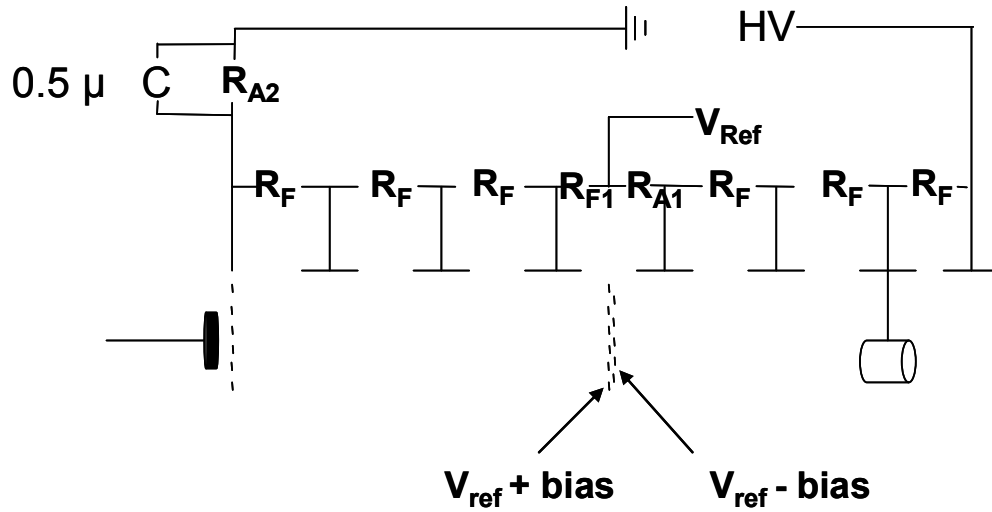 HV
0.5 μ C R_A2
V_Ref
R_F R_F R_F R_F1 R_A1 R_F R_F R_F
V_ref + bias V_ref - bias